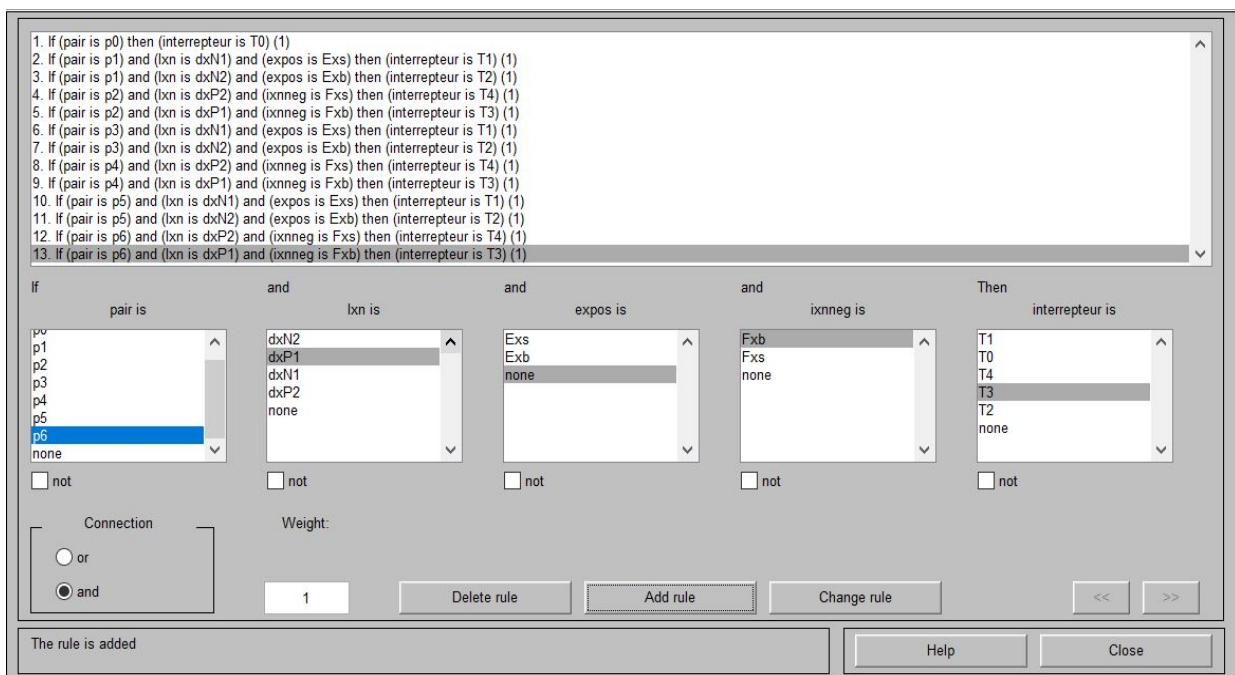 1. If (pair is p0) then (interrepteur is T0) (1)
2. If (pair is p1) and (lxn is dxN1) and (expos is Exs) then (interrepteur is T1) (1)
3. If (pair is p1) and (lxn is dxN2) and (expos is Exb) then (interrepteur is T2) (1)
4. If (pair is p2) and (lxn is dxP2) and (ixnneg is Fxs) then (interrepteur is T4) (1)
5. If (pair is p2) and (lxn is dxP1) and (ixnneg is Fxb) then (interrepteur is T3) (1)
6. If (pair is p3) and (lxn is dxN1) and (expos is Exs) then (interrepteur is T1) (1)
7. If (pair is p3) and (lxn is dxN2) and (expos is Exb) then (interrepteur is T2) (1)
8. If (pair is p4) and (lxn is dxP2) and (ixnneg is Fxs) then (interrepteur is T4) (1)
9. If (pair is p4) and (lxn is dxP1) and (ixnneg is Fxb) then (interrepteur is T3) (1)
10. If (pair is p5) and (lxn is dxN1) and (expos is Exs) then (interrepteur is T1) (1)
11. If (pair is p5) and (lxn is dxN2) and (expos is Exb) then (interrepteur is T2) (1)
12. If (pair is p6) and (lxn is dxP2) and (ixnneg is Fxs) then (interrepteur is T4) (1)
13. If (pair is p6) and (lxn is dxP1) and (ixnneg is Fxb) then (interrepteur is T3) (1)
If
pair is
p0
p1
p2
p3
p4
p5
p6
none
not
and
lxn is
dxN2
dxP1
dxN1
dxP2
none
not
and
expos is
Exs
Exb
none
not
and
ixnneg is
Fxb
Fxs
none
not
Then
interrepteur is
T1
T0
T4
T3
T2
none
not
Connection
or
and
Weight:
1
Delete rule
Add rule
Change rule
<<
>>
The rule is added
Help
Close